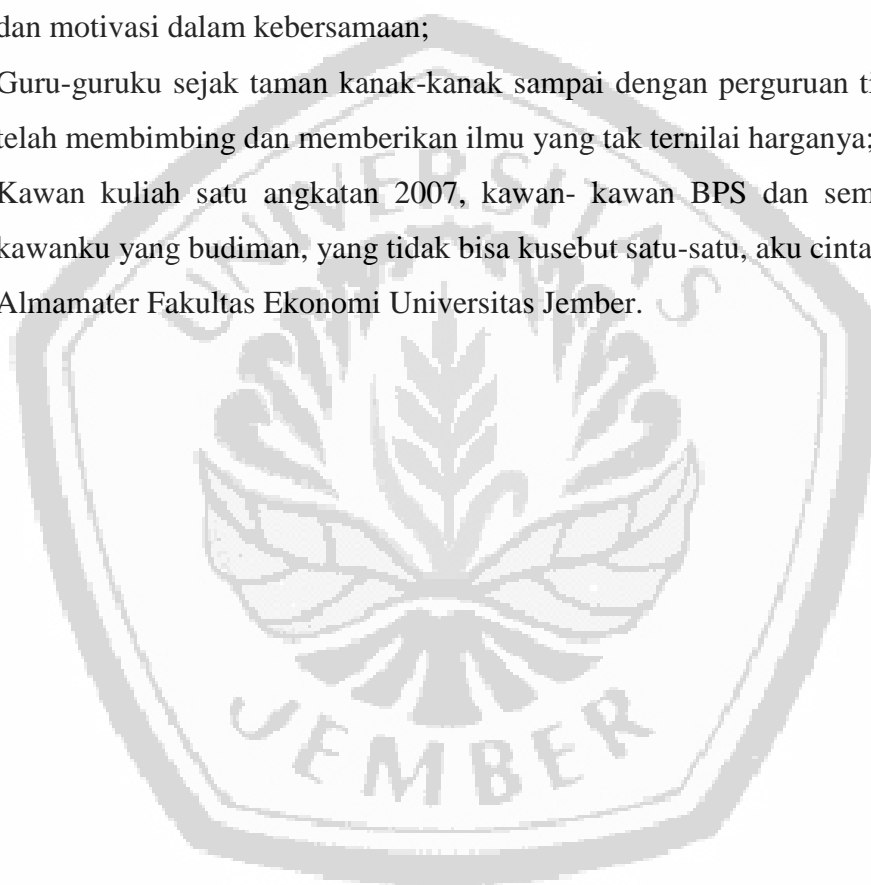 dan motivasi dalam kebersamaan;
Guru-guruku sejak taman kanak-kanak sampai dengan perguruan
telah membimbing dan memberikan ilmu yang tak ternilai harganya;
Kawan kuliah satu angkatan 2007, kawan- kawan BPS dan
kawanku yang budiman, yang tidak bisa kusebut satu-satu, aku cinta
Almamater Fakultas Ekonomi Universitas Jember.
UNIVERSITAS
JEMBER